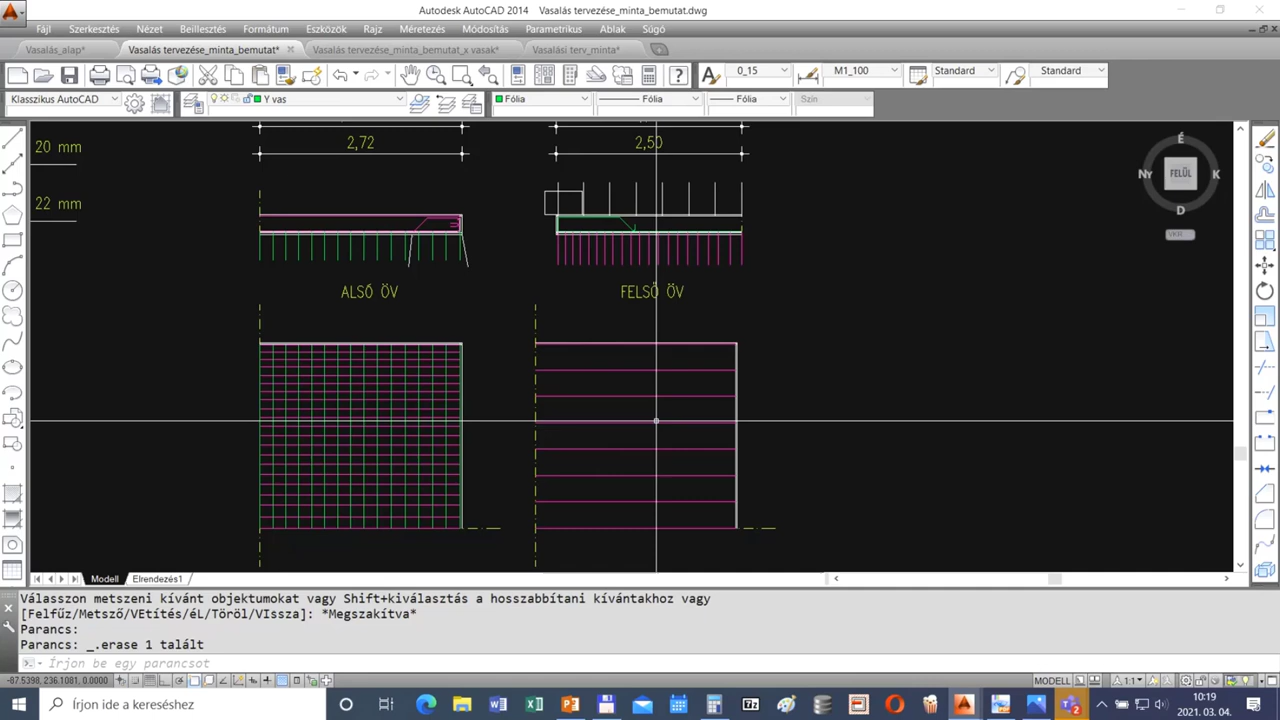 Autodesk AutoCAD 2014 Vasalás tervezése_minta_bemutat.dwg
Fájl Szerkesztés Nézet Beillesztés Formátum Eszközök Rajz Méretezés Módosítás Parametrikus Ablak Súgó
Vasalás_alap* Vasalás tervezése_minta_bemutat* Vasalás tervezése_minta_bemutat_x vasak* Vasalási terv_minta*
0_15 M1_100 Standard Standard
Klasszikus AutoCAD Y vas Fólia Fólia Fólia Szín
20 mm
2,72 2,50
22 mm
ALSÓ ÖV FELSŐ ÖV
É
NY FELÜL K
D
VKR
Modell Elrendezés1
Válasszon metszeni kívánt objektumokat vagy Shift+kiválasztás a hosszabbítani kívántakhoz vagy
[Felfűz/Metsző/VEtítés/éL/Töröl/VIssza]: *Megszakítva*
Parancs:
Parancs: _.erase 1 talált
Írjon be egy parancsot
-87.5398, 236.1081, 0.0000 MODELL 1:1
Írjon ide a kereséshez
10:19
2021. 03. 04.